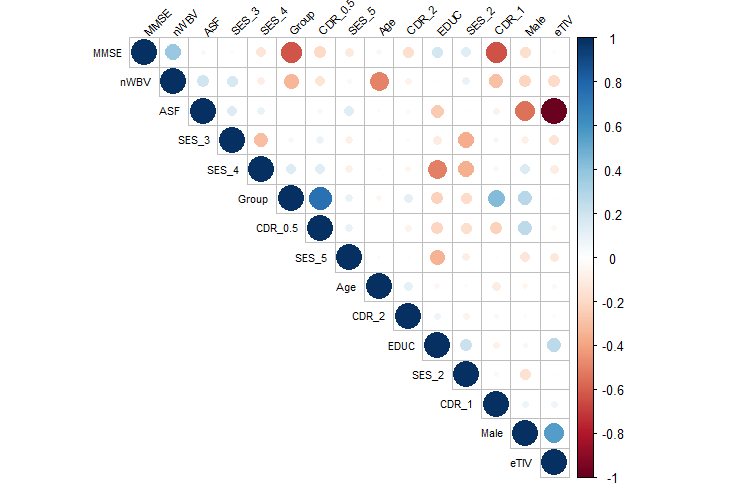 MMSE nWBV ASF SES_3 SES_4 Group CDR_0.5 SES_5 Age CDR_2 EDUC SES_2 CDR_1 Male eTIV
MMSE
nWBV
ASF
SES_3
SES_4
Group
CDR_0.5
SES_5
Age
CDR_2
EDUC
SES_2
CDR_1
Male
eTIV
1
0.8
0.6
0.4
0.2
0
-0.2
-0.4
-0.6
-0.8
-1